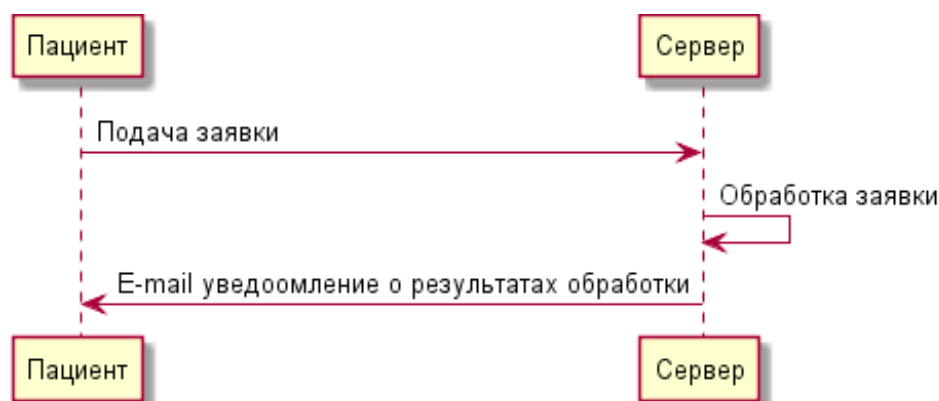 Пациент
Сервер
Подача заявки
Обработка заявки
E-mail уведоомление о результатах обработки
Пациент
Сервер